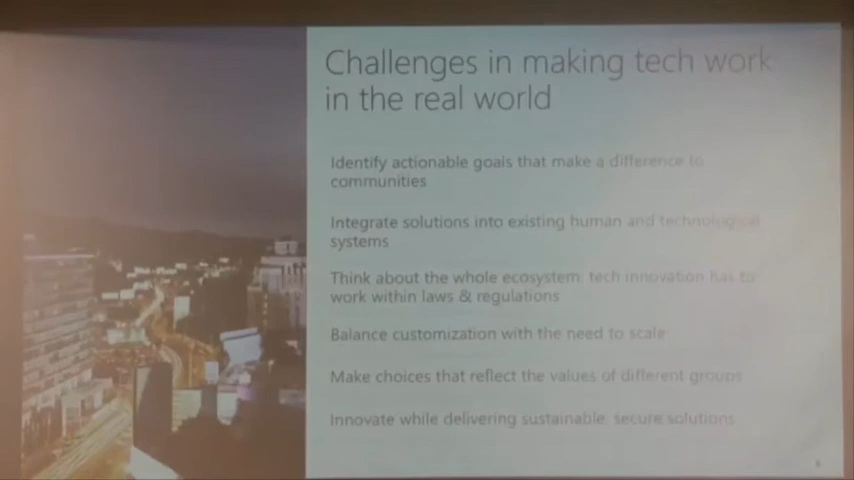 Challenges in making tech work
in the real world
Identify actionable goals that make a difference to
communities
Integrate solutions into existing human and technological
systems
Think about the whole ecosystem: tech innovation has to
work within laws & regulations
Balance customization with the need to scale
Make choices that reflect the values of different groups
Innovate while delivering sustainable, secure solutions